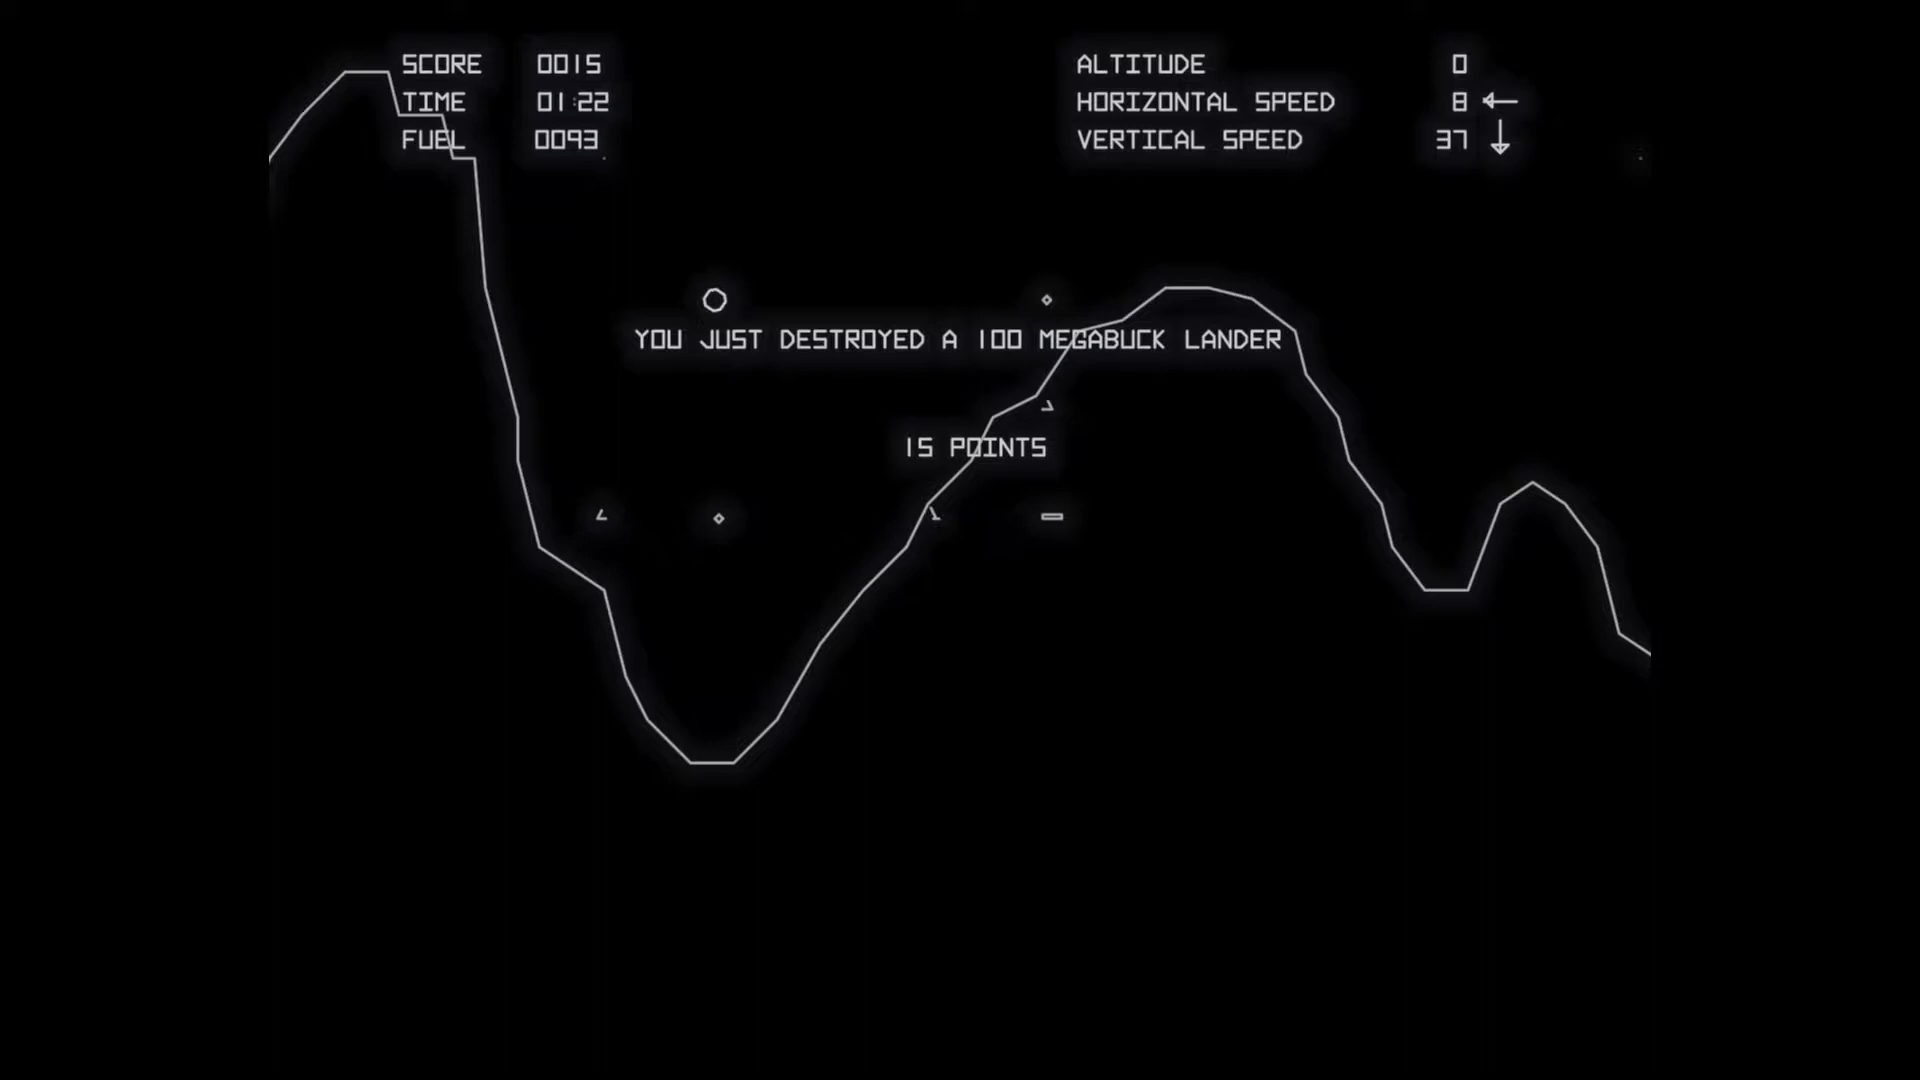 SCORE 0015
TIME 01:22
FUEL 0093
ALTITUDE 0
HORIZONTAL SPEED 8 ←
VERTICAL SPEED 37 ↓
YOU JUST DESTROYED A 100 MEGABUCK LANDER
15 POINTS